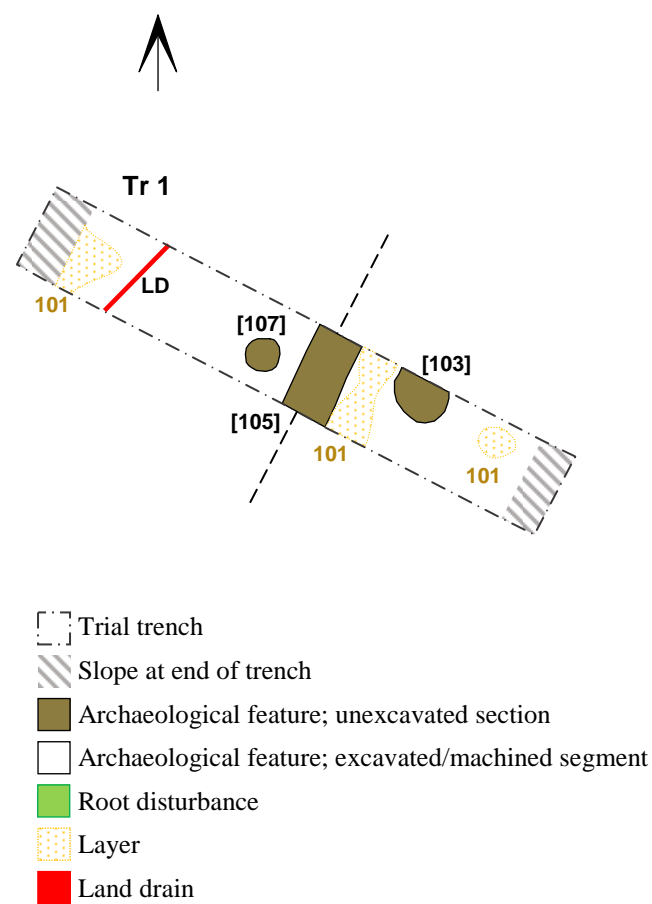 Tr 1
LD
101
[107]
[103]
[105]
101
101
Trial trench
Slope at end of trench
Archaeological feature; unexcavated section
Archaeological feature; excavated/machined segment
Root disturbance
Layer
Land drain